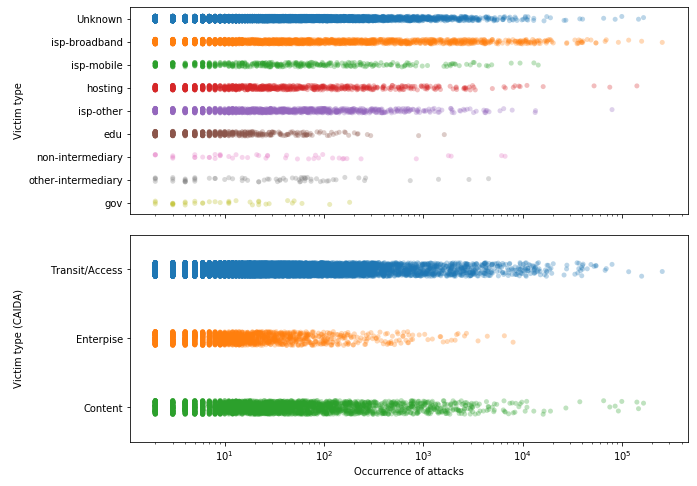 Victim type
Unknown
isp-broadband
isp-mobile
hosting
isp-other
edu
non-intermediary
other-intermediary
gov
Victim type (CAIDA)
Transit/Access
Enterpise
Content
10¹ 10² 10³ 10⁴ 10⁵
Occurrence of attacks